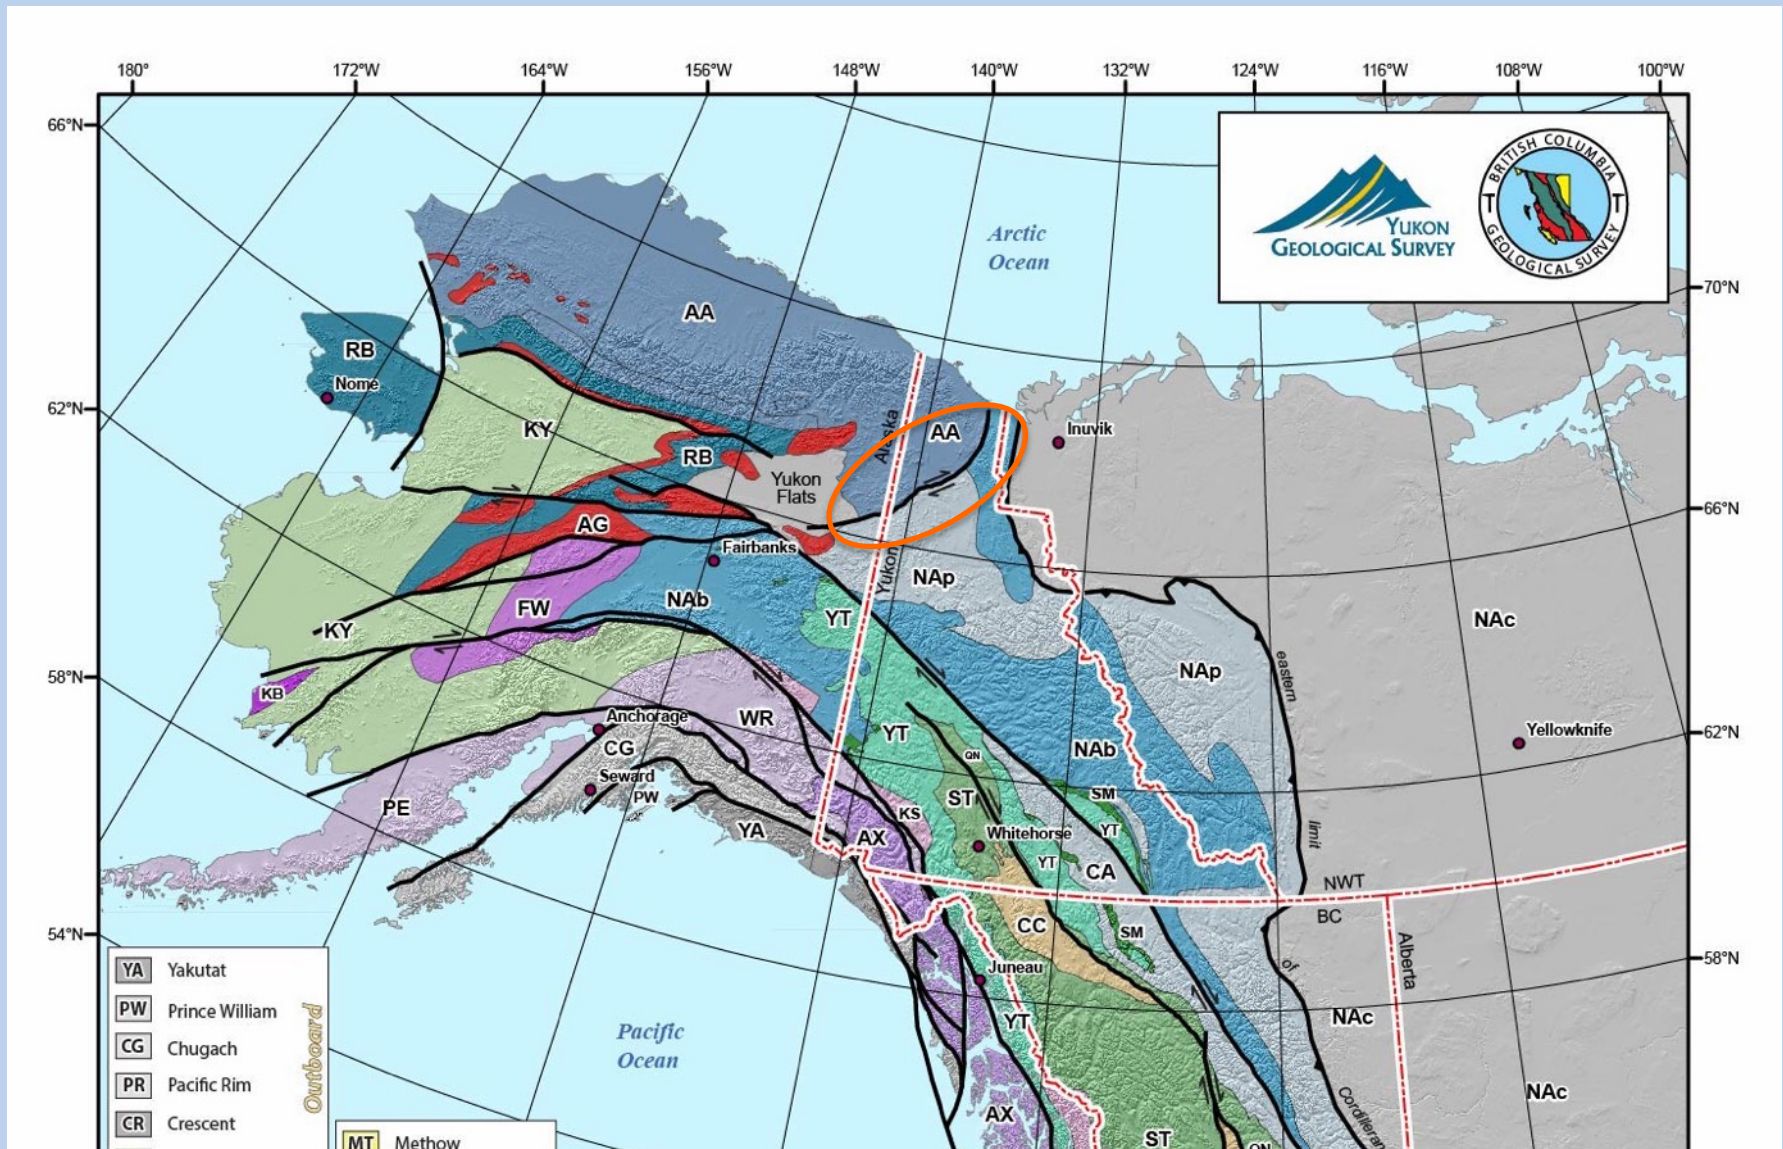 180°
172°W
164°W
156°W
148°W
140°W
132°W
124°W
116°W
108°W
100°W
66°N
BRITISH COLUMBIA
GEOLOGICAL SURVEY
YUKON
GEOLOGICAL SURVEY
Arctic
Ocean
70°N
AA
RB
Nome
62°N
Alaska
AA
Inuvik
KY
RB
Yukon
Flats
66°N
AG
Fairbanks
Yukon
NAp
FW
NAb
YT
NAc
KY
58°N
KB
eastern
NAp
Anchorage
WR
CG
YT
QN
NAb
Yellowknife
62°N
Seward
PW
PE
YA
AX
KS
ST
Whitehorse
SM
YT
YT
CA
limit
NWT
BC
54°N
CC
SM
Alberta
58°N
of
Juneau
YA Yakutat
PW Prince William
CG Chugach
PR Pacific Rim
CR Crescent
Outboard
Pacific
Ocean
YT
NAc
NAc
Cordilleran
AX
ST
QN
MT Methow